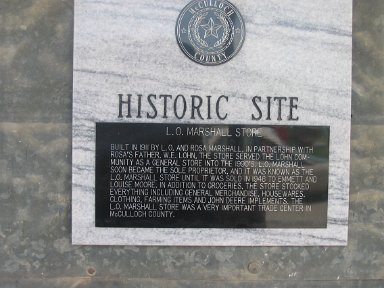 McCULLOCH
COUNTY
HISTORIC SITE
L. O. MARSHALL STORE
BUILT IN 1911 BY L. O. AND ROSA MARSHALL, IN PARTNERSHIP WITH
ROSA'S FATHER, W.E. LOHN, THE STORE SERVED THE LOHN COM-
MUNITY AS A GENERAL STORE INTO THE 1990'S. L.O. MARSHALL
SOON BECAME THE SOLE PROPRIETOR, AND IT WAS KNOWN AS THE
L.O. MARSHALL STORE UNTIL IT WAS SOLD IN 1946 TO EMMETT AND
LOUISE MOORE. IN ADDITION TO GROCERIES, THE STORE STOCKED
EVERYTHING INCLUDING GENERAL MERCHANDISE, HOUSE WARES,
CLOTHING, FARMING ITEMS AND JOHN DEERE IMPLEMENTS. THE
L.O. MARSHALL STORE WAS A VERY IMPORTANT TRADE CENTER IN
McCULLOCH COUNTY.